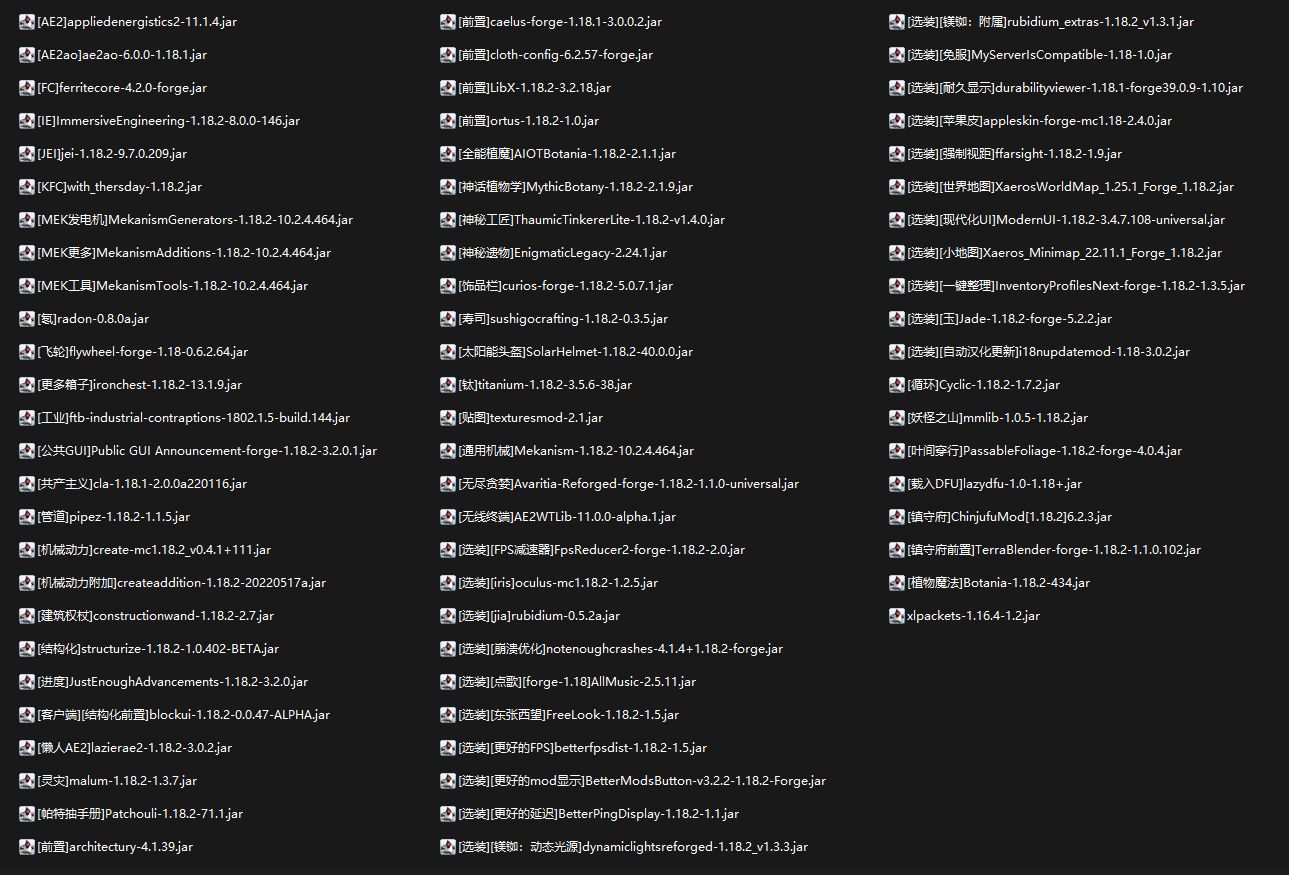 [AE2]appliedenergistics2-11.1.4.jar
[AE2ao]ae2ao-6.0.0-1.18.1.jar
[FC]ferritecore-4.2.0-forge.jar
[IE]ImmersiveEngineering-1.18.2-8.0.0-146.jar
[JEI]jei-1.18.2-9.7.0.209.jar
[KFC]with_thersday-1.18.2.jar
[MEK发电机]MekanismGenerators-1.18.2-10.2.4.464.jar
[MEK更多]MekanismAdditions-1.18.2-10.2.4.464.jar
[MEK工具]MekanismTools-1.18.2-10.2.4.464.jar
[氡]radon-0.8.0a.jar
[飞轮]flywheel-forge-1.18-0.6.2.64.jar
[更多箱子]ironchest-1.18.2-13.1.9.jar
[工业]ftb-industrial-contraptions-1802.1.5-build.144.jar
[公共GUI]Public GUI Announcement-forge-1.18.2-3.2.0.1.jar
[共产主义]cla-1.18.1-2.0.0a220116.jar
[管道]pipez-1.18.2-1.1.5.jar
[机械动力]create-mc1.18.2_v0.4.1+111.jar
[机械动力附加]createaddition-1.18.2-20220517a.jar
[建筑权杖]constructionwand-1.18.2-2.7.jar
[结构化]structurize-1.18.2-1.0.402-BETA.jar
[进度]JustEnoughAdvancements-1.18.2-3.2.0.jar
[客户端][结构化前置]blockui-1.18.2-0.0.47-ALPHA.jar
[懒人AE2]lazierae2-1.18.2-3.0.2.jar
[灵灾]malum-1.18.2-1.3.7.jar
[帕特抽手册]Patchouli-1.18.2-71.1.jar
[前置]architectury-4.1.39.jar
[前置]caelus-forge-1.18.1-3.0.0.2.jar
[前置]cloth-config-6.2.57-forge.jar
[前置]LibX-1.18.2-3.2.18.jar
[前置]ortus-1.18.2-1.0.jar
[全能植魔]AIOTBotania-1.18.2-2.1.1.jar
[神话植物学]MythicBotany-1.18.2-2.1.9.jar
[神秘工匠]ThaumicTinkererLite-1.18.2-v1.4.0.jar
[神秘遗物]EnigmaticLegacy-2.24.1.jar
[饰品栏]curios-forge-1.18.2-5.0.7.1.jar
[寿司]sushigocrafting-1.18.2-0.3.5.jar
[太阳能头盔]SolarHelmet-1.18.2-40.0.0.jar
[钛]titanium-1.18.2-3.5.6-38.jar
[贴图]texturesmod-2.1.jar
[通用机械]Mekanism-1.18.2-10.2.4.464.jar
[无尽贪婪]Avaritia-Reforged-forge-1.18.2-1.1.0-universal.jar
[无线终端]AE2WTLib-11.0.0-alpha.1.jar
[选装][FPS减速器]FpsReducer2-forge-1.18.2-2.0.jar
[选装][iris]oculus-mc1.18.2-1.2.5.jar
[选装][jia]rubidium-0.5.2a.jar
[选装][崩溃优化]notenoughcrashes-4.1.4+1.18.2-forge.jar
[选装][点歌][forge-1.18]AllMusic-2.5.11.jar
[选装][东张西望]FreeLook-1.18.2-1.5.jar
[选装][更好的FPS]betterfpsdist-1.18.2-1.5.jar
[选装][更好的mod显示]BetterModsButton-v3.2.2-1.18.2-Forge.jar
[选装][更好的延迟]BetterPingDisplay-1.18.2-1.1.jar
[选装][镁铷：动态光源]dynamiclightsreforged-1.18.2_v1.3.3.jar
[选装][镁铷：附属]rubidium_extras-1.18.2_v1.3.1.jar
[选装][免服]MyServerIsCompatible-1.18-1.0.jar
[选装][耐久显示]durabilityviewer-1.18.1-forge39.0.9-1.10.jar
[选装][苹果皮]appleskin-forge-mc1.18-2.4.0.jar
[选装][强制视距]ffarsight-1.18.2-1.9.jar
[选装][世界地图]XaerosWorldMap_1.25.1_Forge_1.18.2.jar
[选装][现代化UI]ModernUI-1.18.2-3.4.7.108-universal.jar
[选装][小地图]Xaeros_Minimap_22.11.1_Forge_1.18.2.jar
[选装][一键整理]InventoryProfilesNext-forge-1.18.2-1.3.5.jar
[选装][玉]Jade-1.18.2-forge-5.2.2.jar
[选装][自动汉化更新]i18nupdatemod-1.18-3.0.2.jar
[循环]Cyclic-1.18.2-1.7.2.jar
[妖怪之山]mmlib-1.0.5-1.18.2.jar
[叶间穿行]PassableFoliage-1.18.2-forge-4.0.4.jar
[载入DFU]lazydfu-1.0-1.18+.jar
[镇守府]ChinjufuMod[1.18.2]6.2.3.jar
[镇守府前置]TerraBlender-forge-1.18.2-1.1.0.102.jar
[植物魔法]Botania-1.18.2-434.jar
xlpackets-1.16.4-1.2.jar